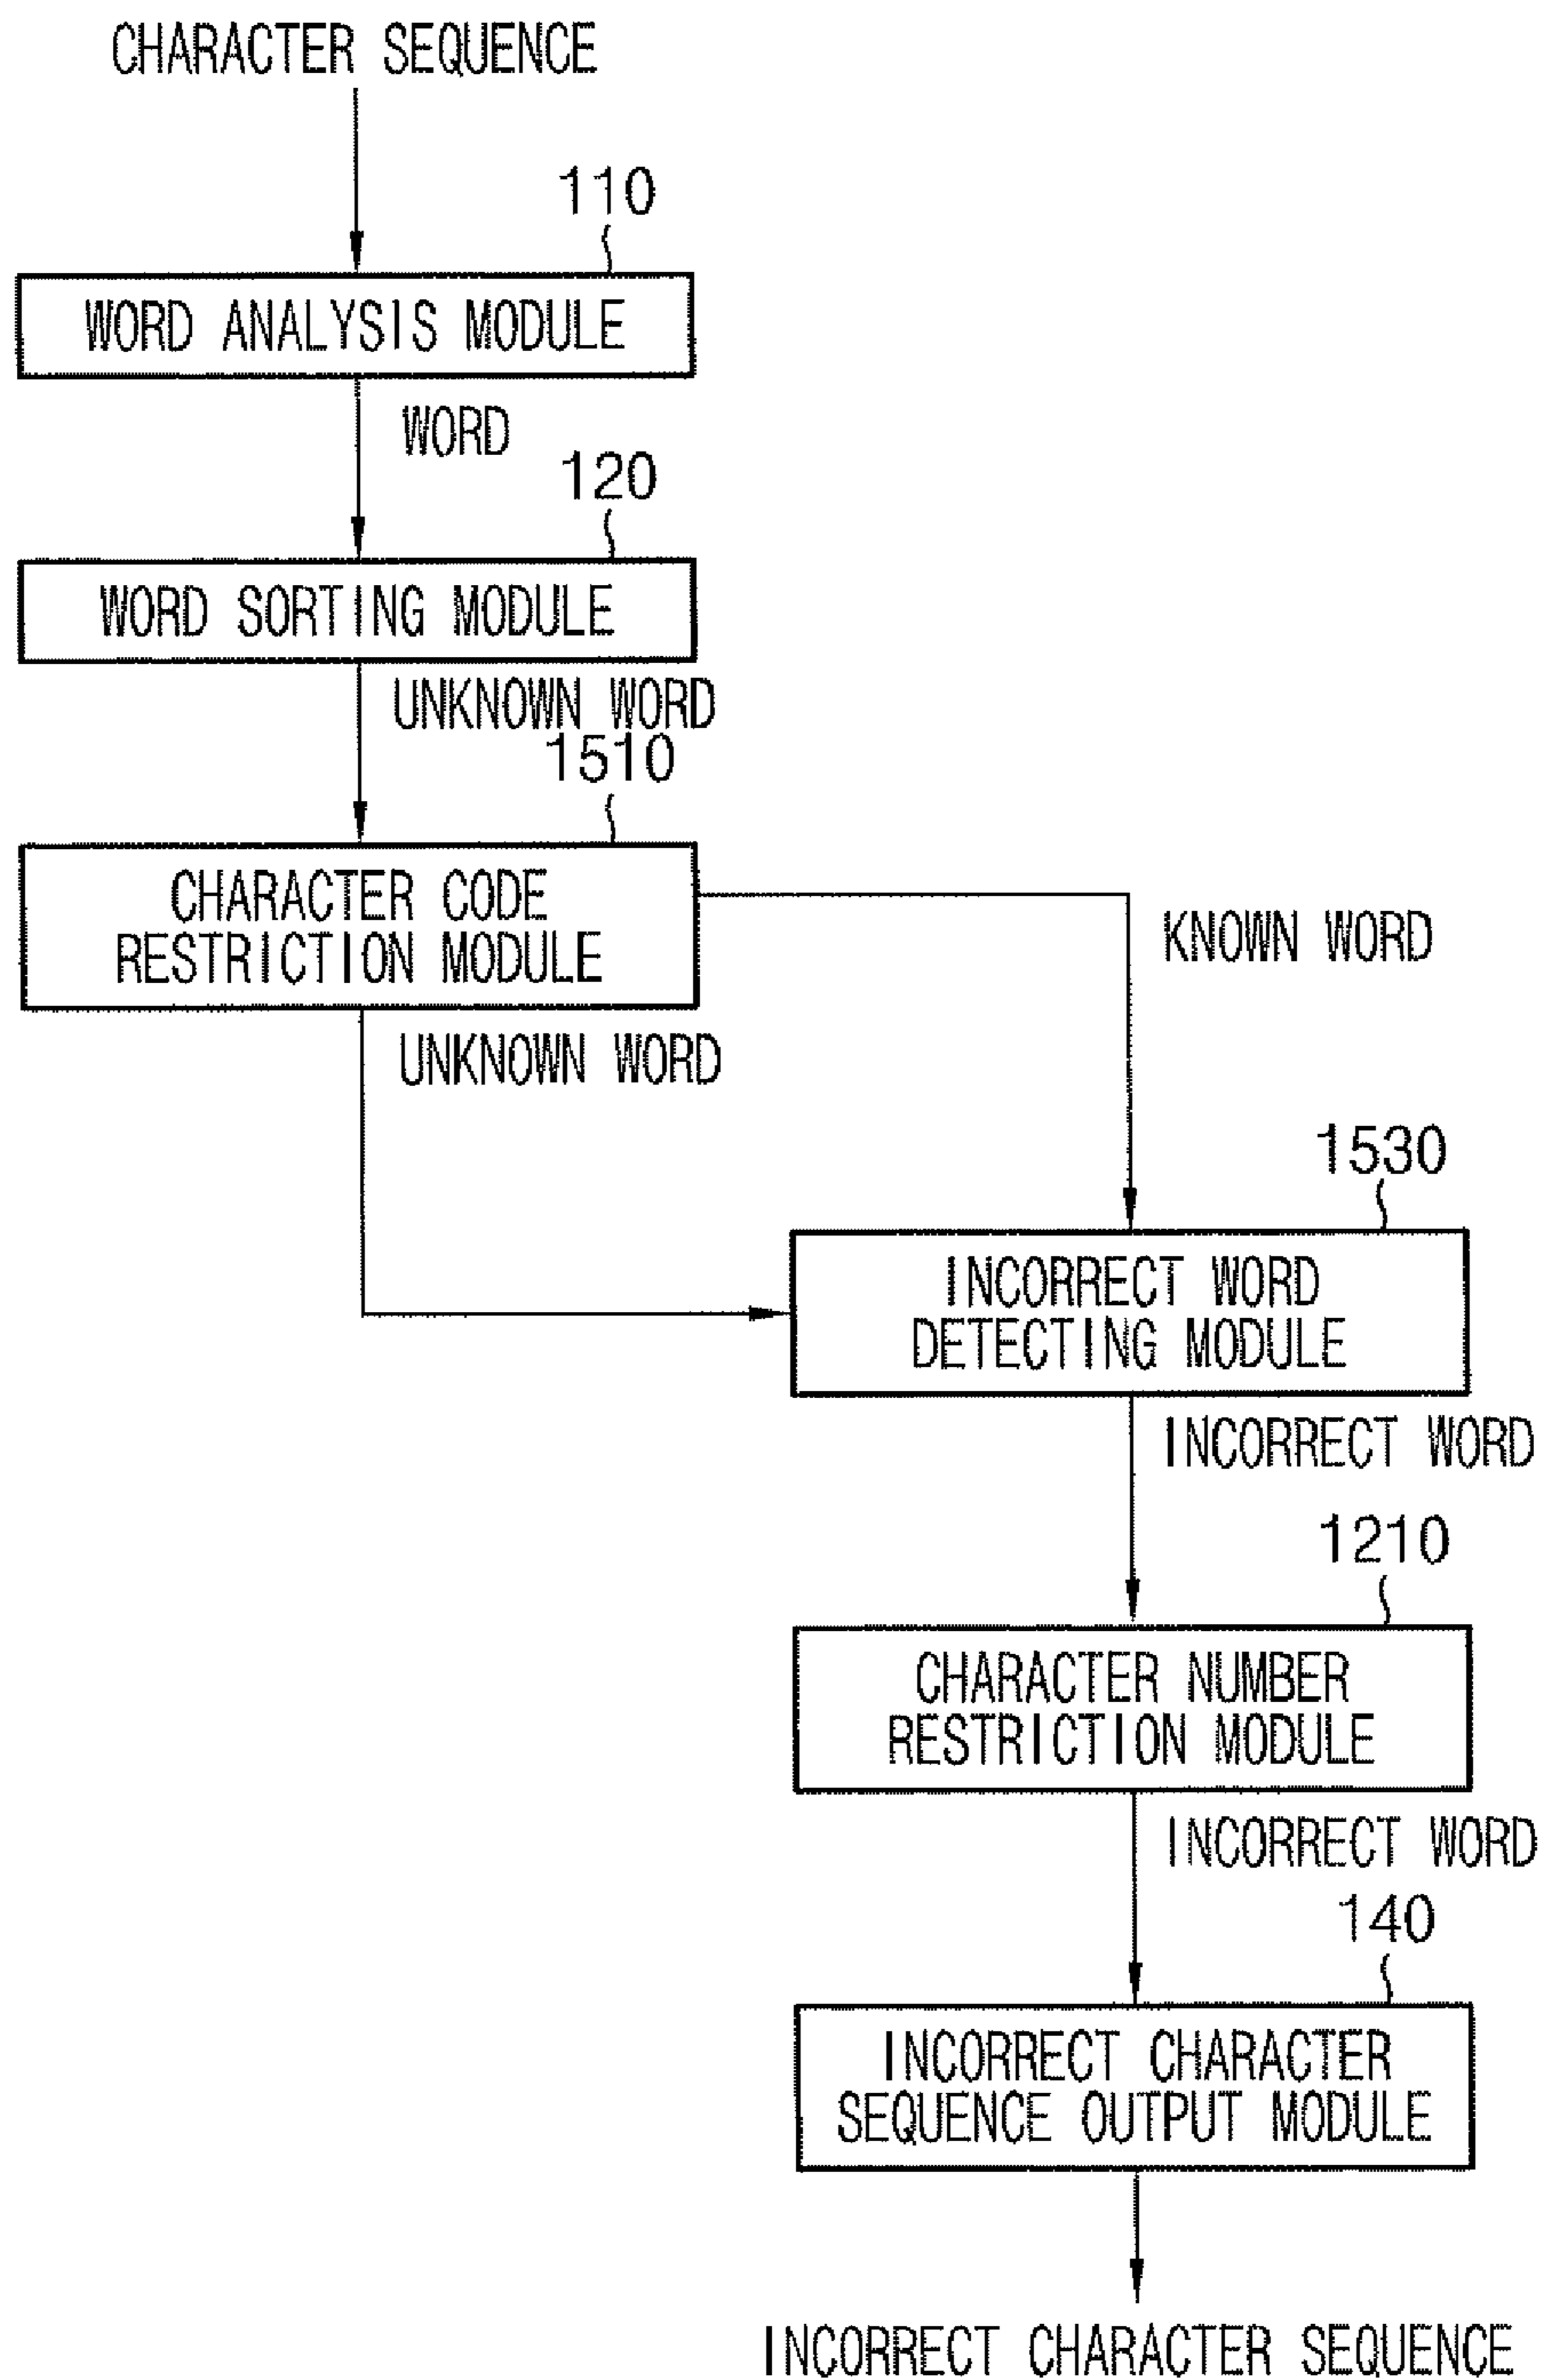 CHARACTER SEQUENCE
110
WORD ANALYSIS MODULE
WORD
120
WORD SORTING MODULE
UNKNOWN WORD
1510
CHARACTER CODE
RESTRICTION MODULE
KNOWN WORD
UNKNOWN WORD
1530
INCORRECT WORD
DETECTING MODULE
INCORRECT WORD
1210
CHARACTER NUMBER
RESTRICTION MODULE
INCORRECT WORD
140
INCORRECT CHARACTER
SEQUENCE OUTPUT MODULE
INCORRECT CHARACTER SEQUENCE